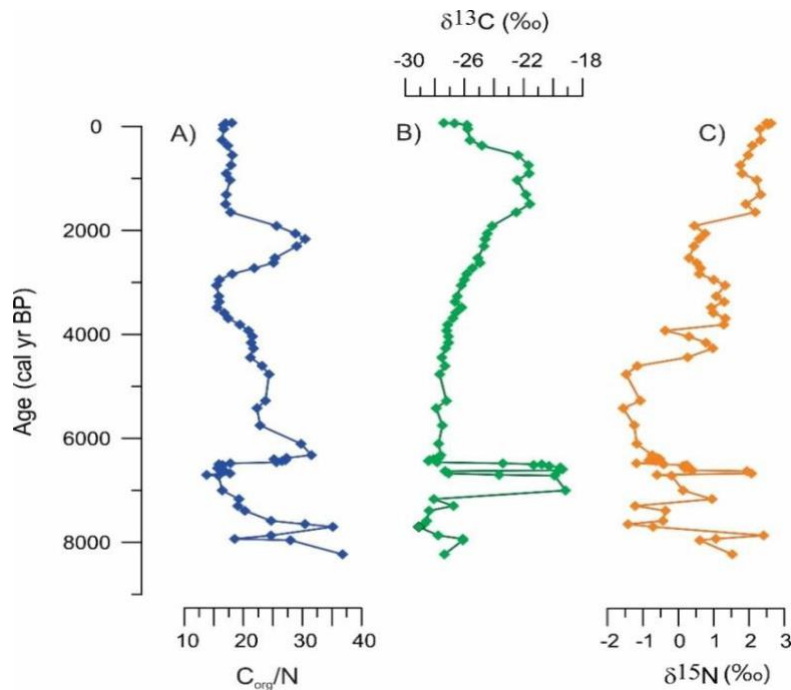 δ13C (‰)
-30 -26 -22 -18
A) B) C)
0
2000
4000
6000
8000
Age (cal yr BP)
10 20 30 40
Corg/N
-2 -1 0 1 2 3
δ15N (‰)